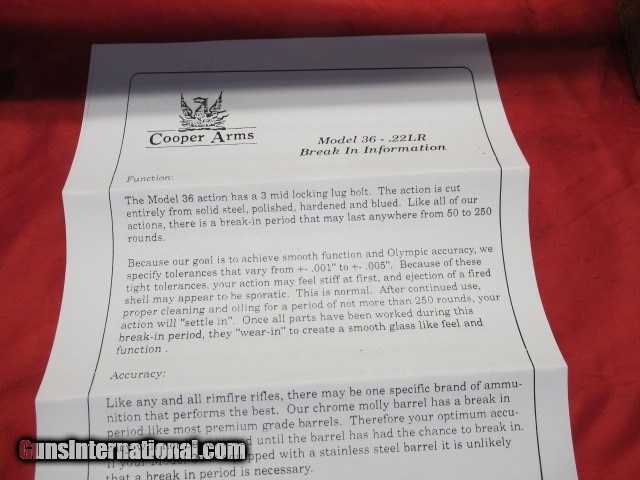 Cooper Arms
Model 36 - .22LR
Break In Information
Function:
The Model 36 action has a 3 mid locking lug bolt. The action is cut
entirely from solid steel, polished, hardened and blued. Like all of our
actions, there is a break-in period that may last anywhere from 50 to 250
rounds.
Because our goal is to achieve smooth function and Olympic accuracy, we
specify tolerances that vary from +- .001" to +- .005". Because of these
tight tolerances, your action may feel stiff at first, and ejection of a fired
shell may appear to be sporatic. This is normal. After continued use,
proper cleaning and oiling for a period of not more than 250 rounds, your
action will "settle in". Once all parts have been worked during this
break-in period, they "wear-in" to create a smooth glass like feel and
function .
Accuracy:
Like any and all rimfire rifles, there may be one specific brand of ammu-
nition that performs the best. Our chrome molly barrel has a break in
period like most premium grade barrels. Therefore your optimum accu-
until the barrel has had the chance to break in.
If your with a stainless steel barrel it is unlikely
that a break in period is necessary.
GunsInternational.com